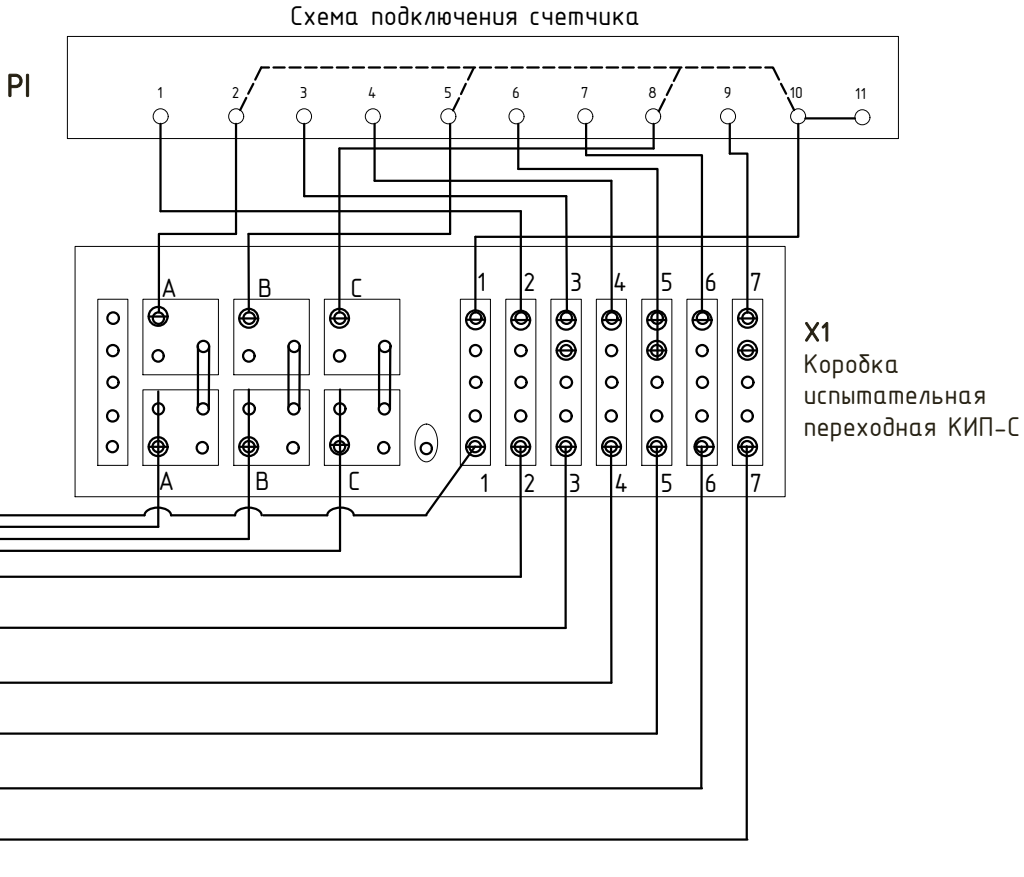 Схема подключения счетчика
PI
1 2 3 4 5 6 7 8 9 10 11
A B C 1 2 3 4 5 6 7
X1
Коробка
испытательная
переходная КИП-С
A B C 1 2 3 4 5 6 7